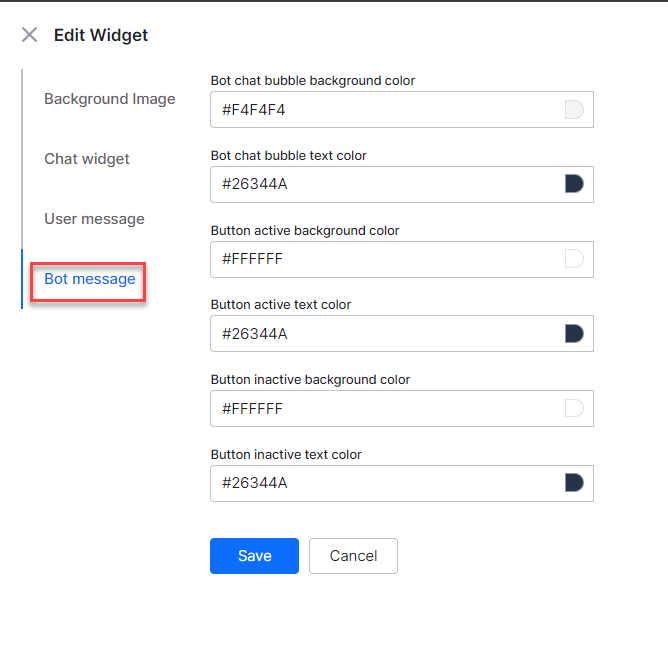 Edit Widget
Background Image
Chat widget
User message
Bot message
Bot chat bubble background color
#F4F4F4
Bot chat bubble text color
#26344A
Button active background color
#FFFFFF
Button active text color
#26344A
Button inactive background color
#FFFFFF
Button inactive text color
#26344A
Save
Cancel